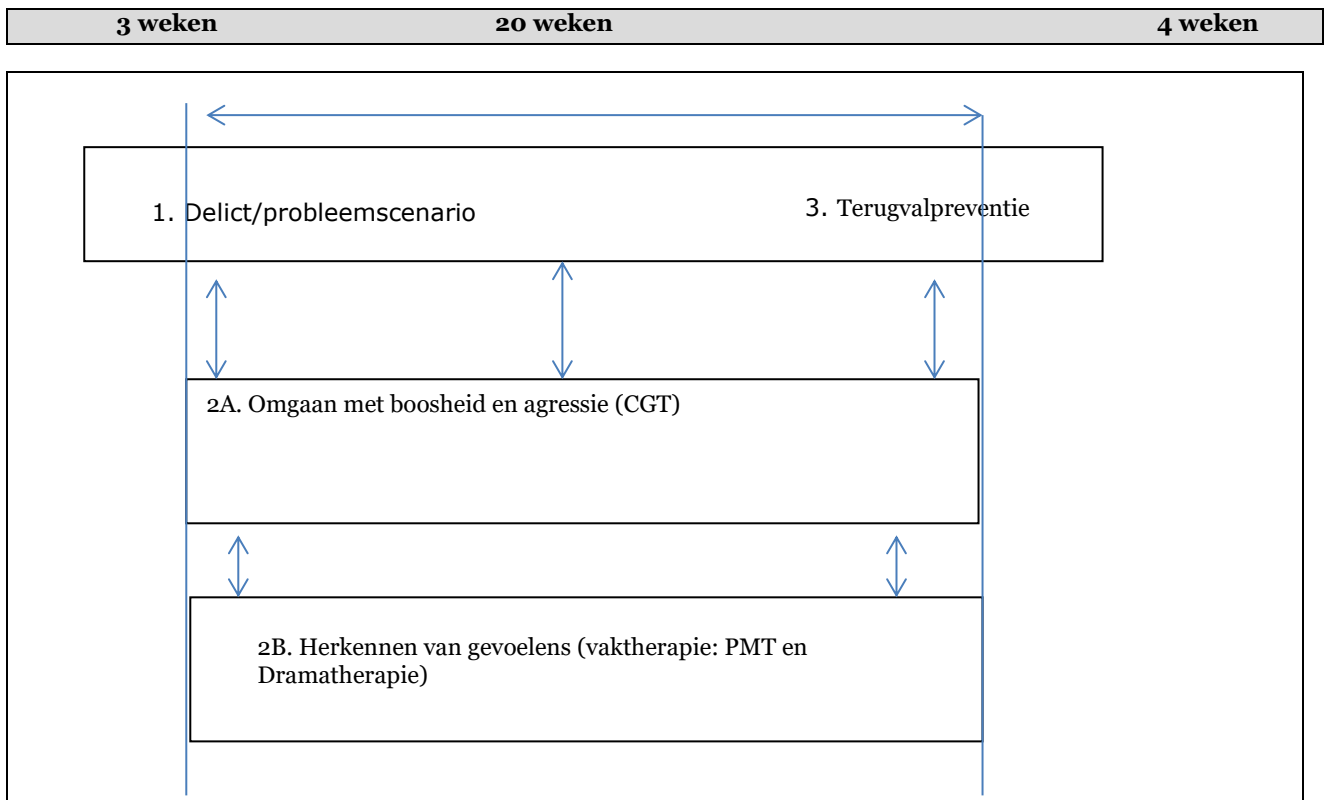 3 weken 20 weken 4 weken
1. Delict/probleemscenario
3. Terugvalpreventie
2A. Omgaan met boosheid en agressie (CGT)
2B. Herkennen van gevoelens (vaktherapie: PMT en
Dramatherapie)